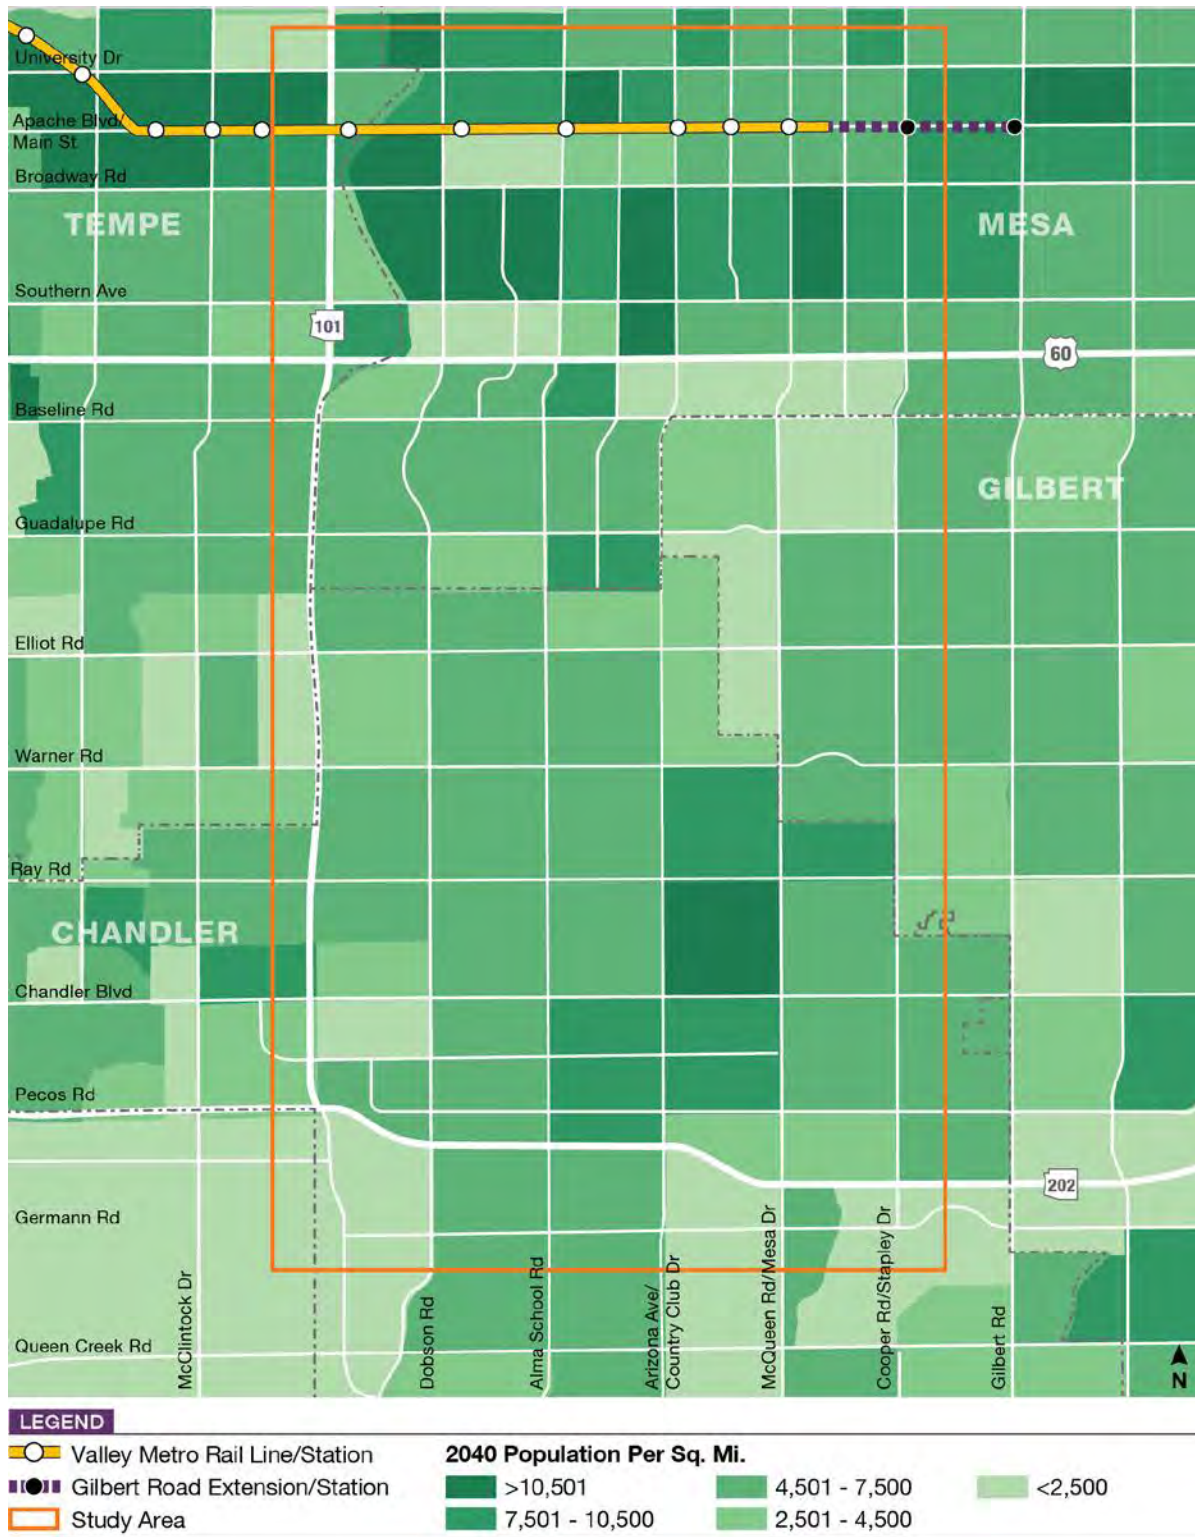 University Dr
Apache Blvd/
Main St
Broadway Rd
TEMPE
MESA
Southern Ave
101
60
Baseline Rd
GILBERT
Guadalupe Rd
Elliot Rd
Warner Rd
Ray Rd
CHANDLER
Chandler Blvd
Pecos Rd
202
Germann Rd
Queen Creek Rd
McClintock Dr
Dobson Rd
Alma School Rd
Arizona Ave/
Country Club Dr
McQueen Rd/Mesa Dr
Cooper Rd/Stapley Dr
Gilbert Rd
N
LEGEND
Valley Metro Rail Line/Station
Gilbert Road Extension/Station
Study Area
2040 Population Per Sq. Mi.
>10,501
7,501 - 10,500
4,501 - 7,500
2,501 - 4,500
<2,500